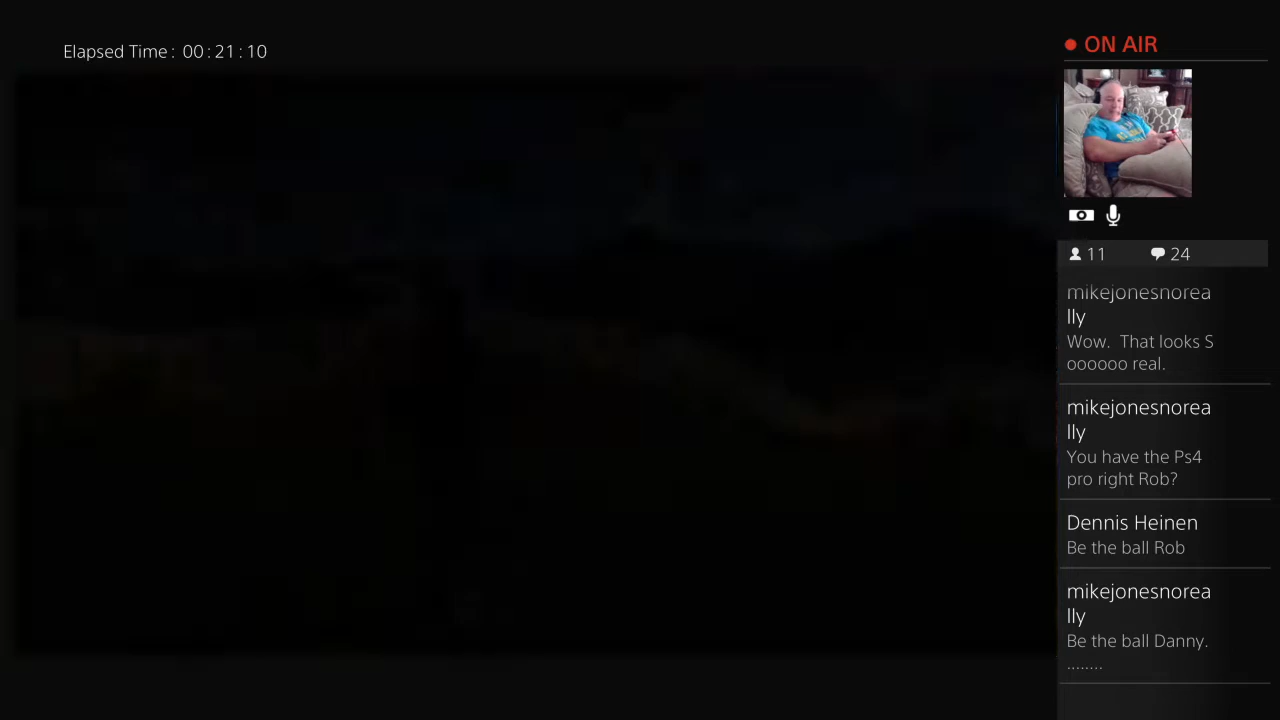 Elapsed Time: 00:21:10
ON AIR
11 24
mikejonesnorea
lly
Wow. That looks S
oooooo real.
mikejonesnorea
lly
You have the Ps4
pro right Rob?
Dennis Heinen
Be the ball Rob
mikejonesnorea
lly
Be the ball Danny.
........